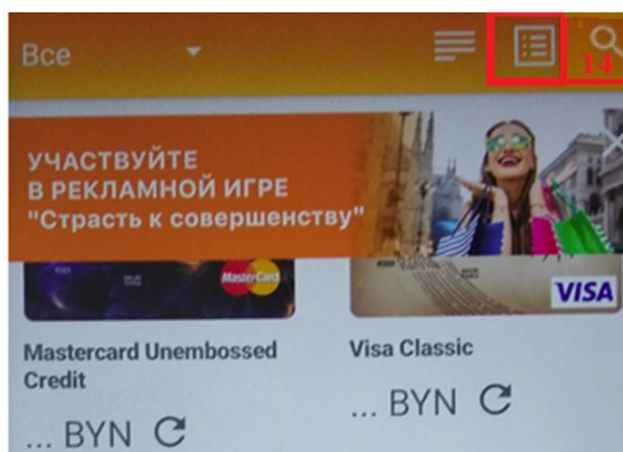 Все
14
УЧАСТВУЙТЕ
В РЕКЛАМНОЙ ИГРЕ
"Страсть к совершенству"
MasterCard
VISA
Mastercard Unembossed
Credit
Visa Classic
... BYN
... BYN